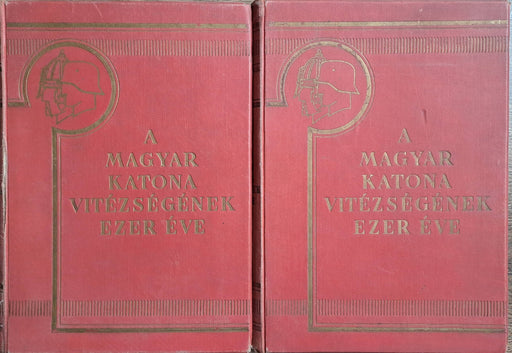 A
MAGYAR
KATONA
VITÉZSÉGÉNEK
EZER ÉVE
A
MAGYAR
KATONA
VITÉZSÉGÉNEK
EZER ÉVE